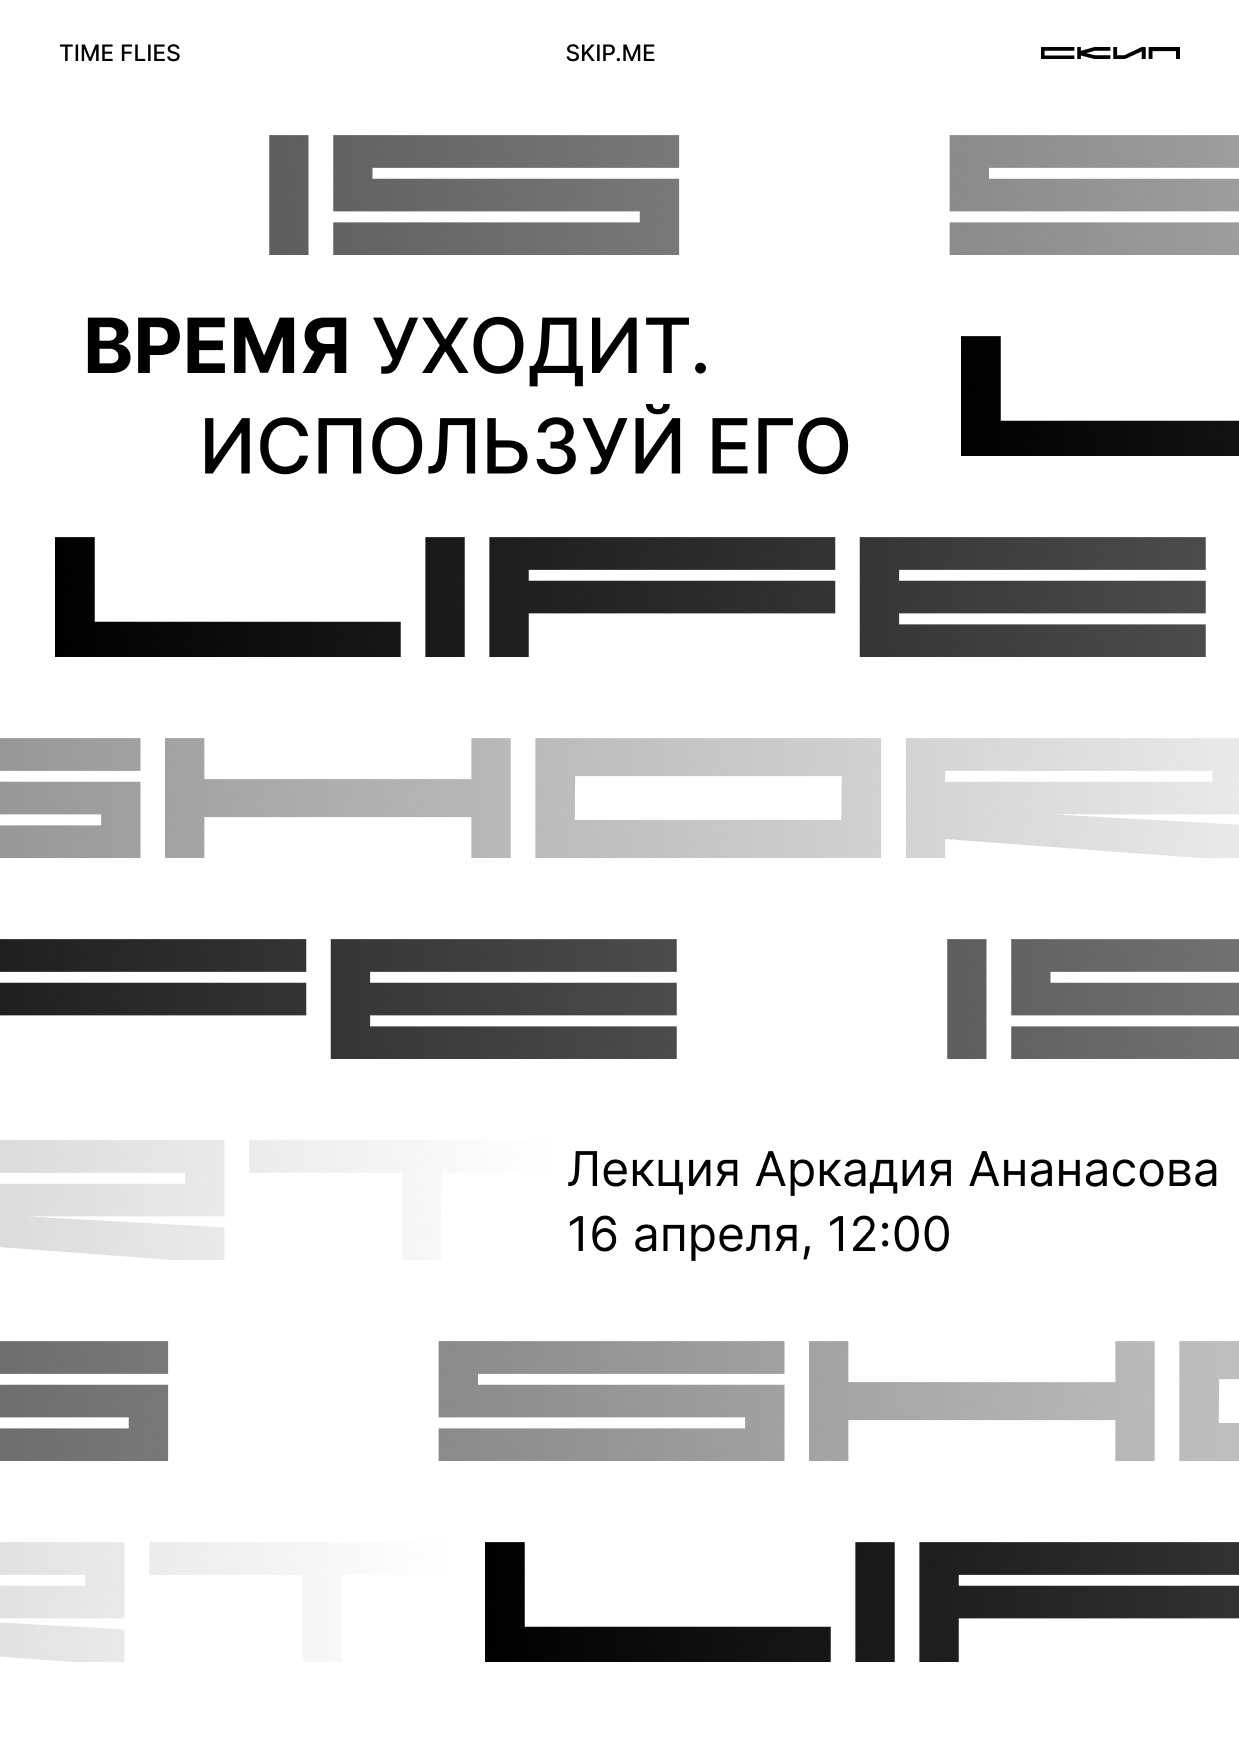 TIME FLIES
SKIP.ME
СКИП
IS S
ВРЕМЯ УХОДИТ.
L
ИСПОЛЬЗУЙ ЕГО
LIFE
SHOR
FE IS
RT
Лекция Аркадия Ананасова
16 апреля, 12:00
S SHO
RT LIF